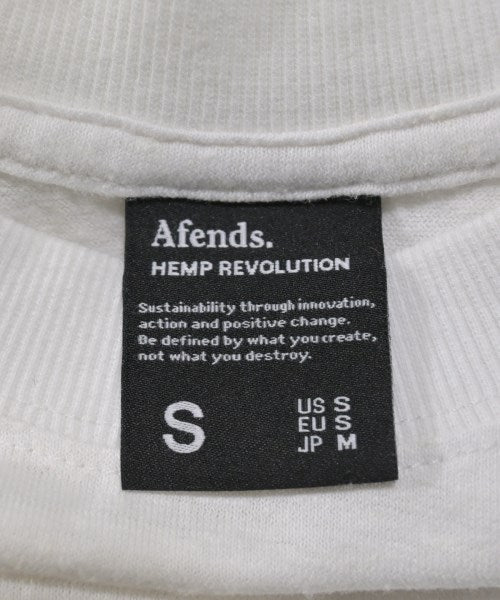 Afends.
HEMP REVOLUTION
Sustainability through innovation,
action and positive change.
Be defined by what you create,
not what you destroy.
S
US S
EU S
JP M